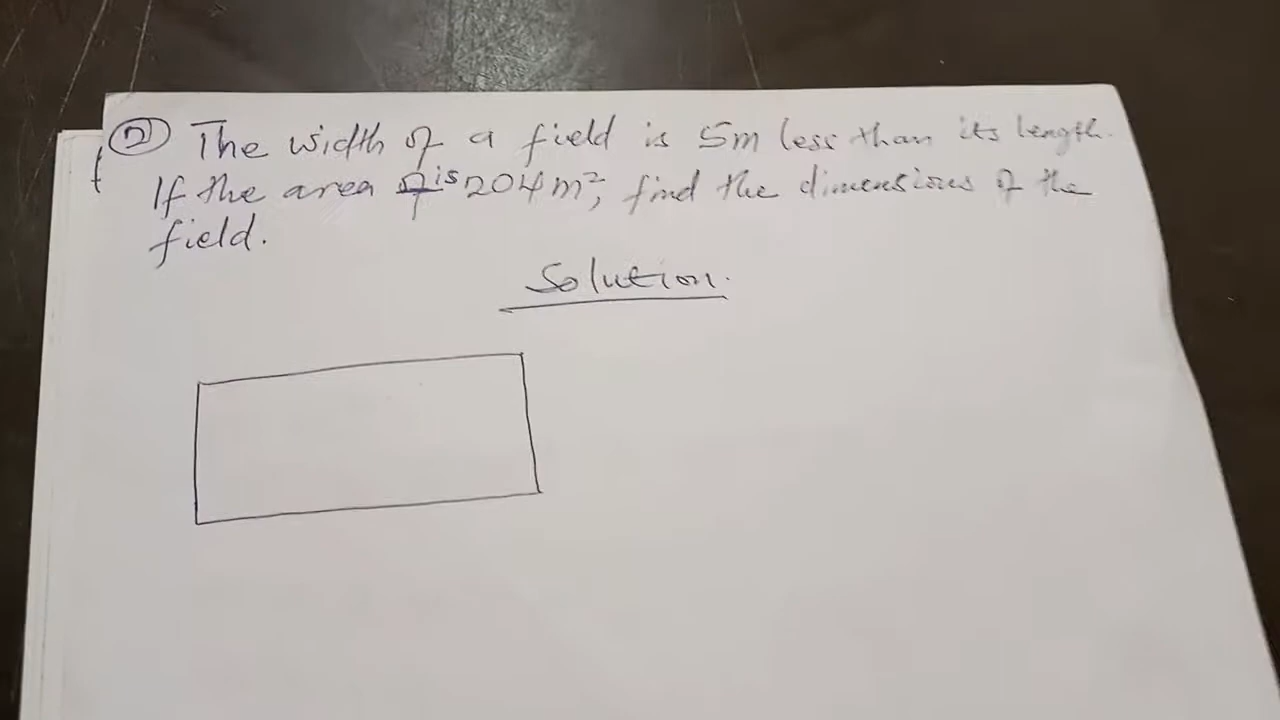 ② The width of a field is 5m less than its length.
If the area is 204m², find the dimensions of the
field.
Solution.